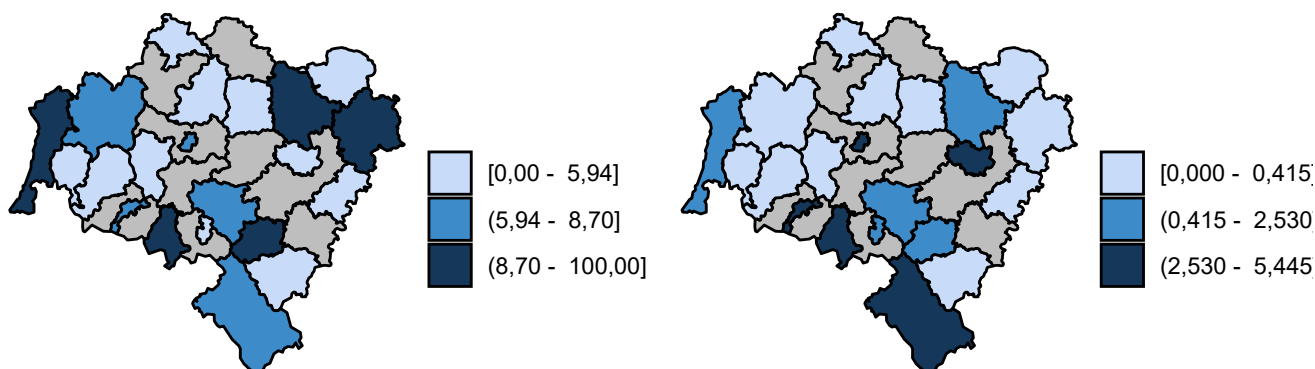 [0,00 - 5,94]
(5,94 - 8,70]
(8,70 - 100,00]
[0,000 - 0,415]
(0,415 - 2,530]
(2,530 - 5,445]